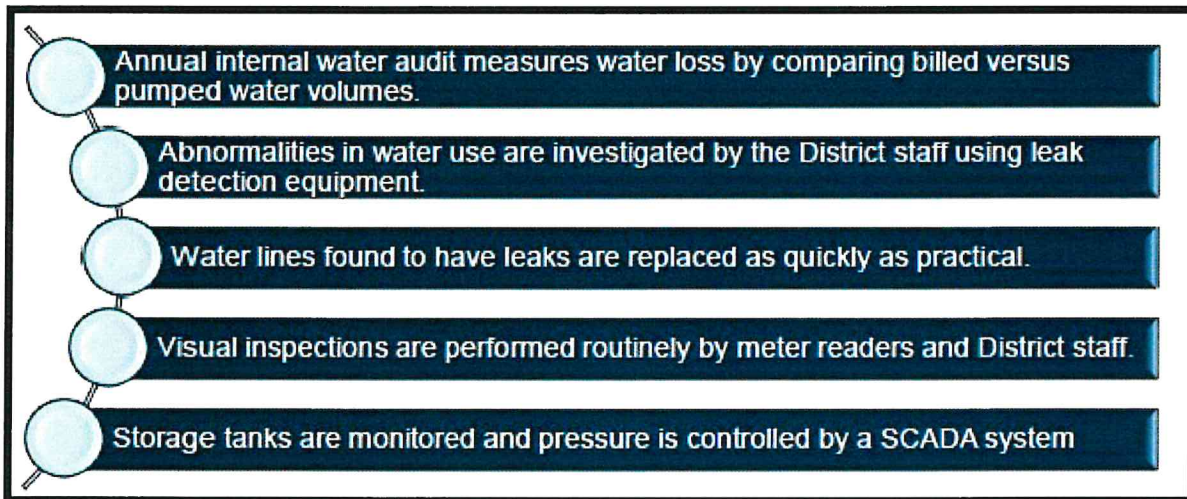 Annual internal water audit measures water loss by comparing billed versus
pumped water volumes.
Abnormalities in water use are investigated by the District staff using leak
detection equipment.
Water lines found to have leaks are replaced as quickly as practical.
Visual inspections are performed routinely by meter readers and District staff.
Storage tanks are monitored and pressure is controlled by a SCADA system